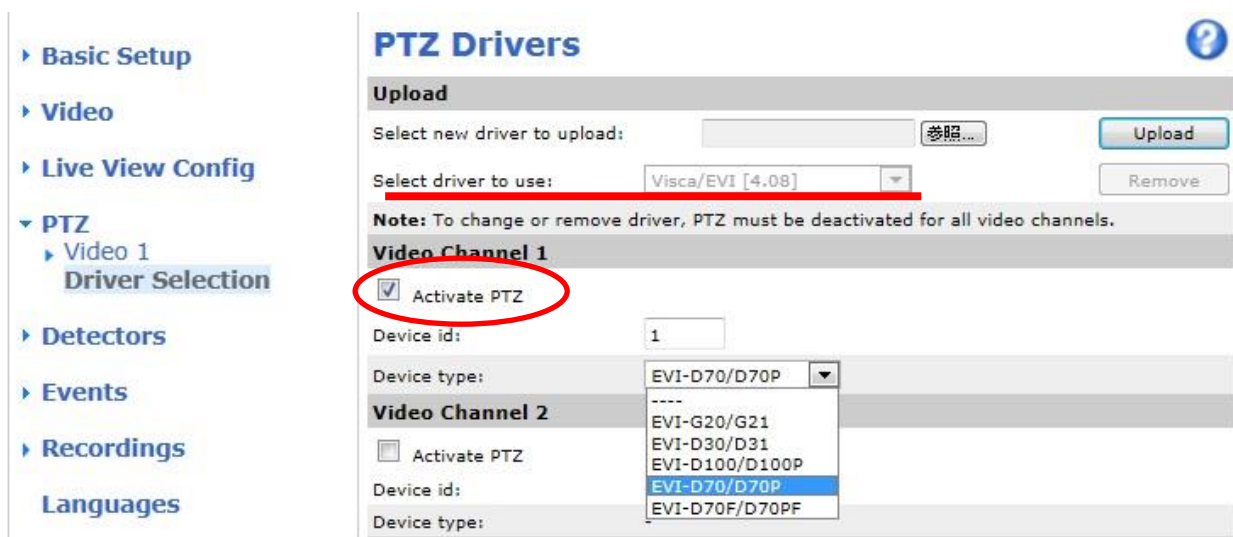 Basic Setup
Video
Live View Config
PTZ
Video 1
Driver Selection
Detectors
Events
Recordings
Languages
PTZ Drivers
?
Upload
Select new driver to upload: 参照... Upload
Select driver to use: Visca/EVI [4.08] Remove
Note: To change or remove driver, PTZ must be deactivated for all video channels.
Video Channel 1
Activate PTZ
Device id: 1
Device type: EVI-D70/D70P
----
EVI-G20/G21
EVI-D30/D31
EVI-D100/D100P
EVI-D70/D70P
EVI-D70F/D70PF
Video Channel 2
Activate PTZ
Device id:
Device type: -